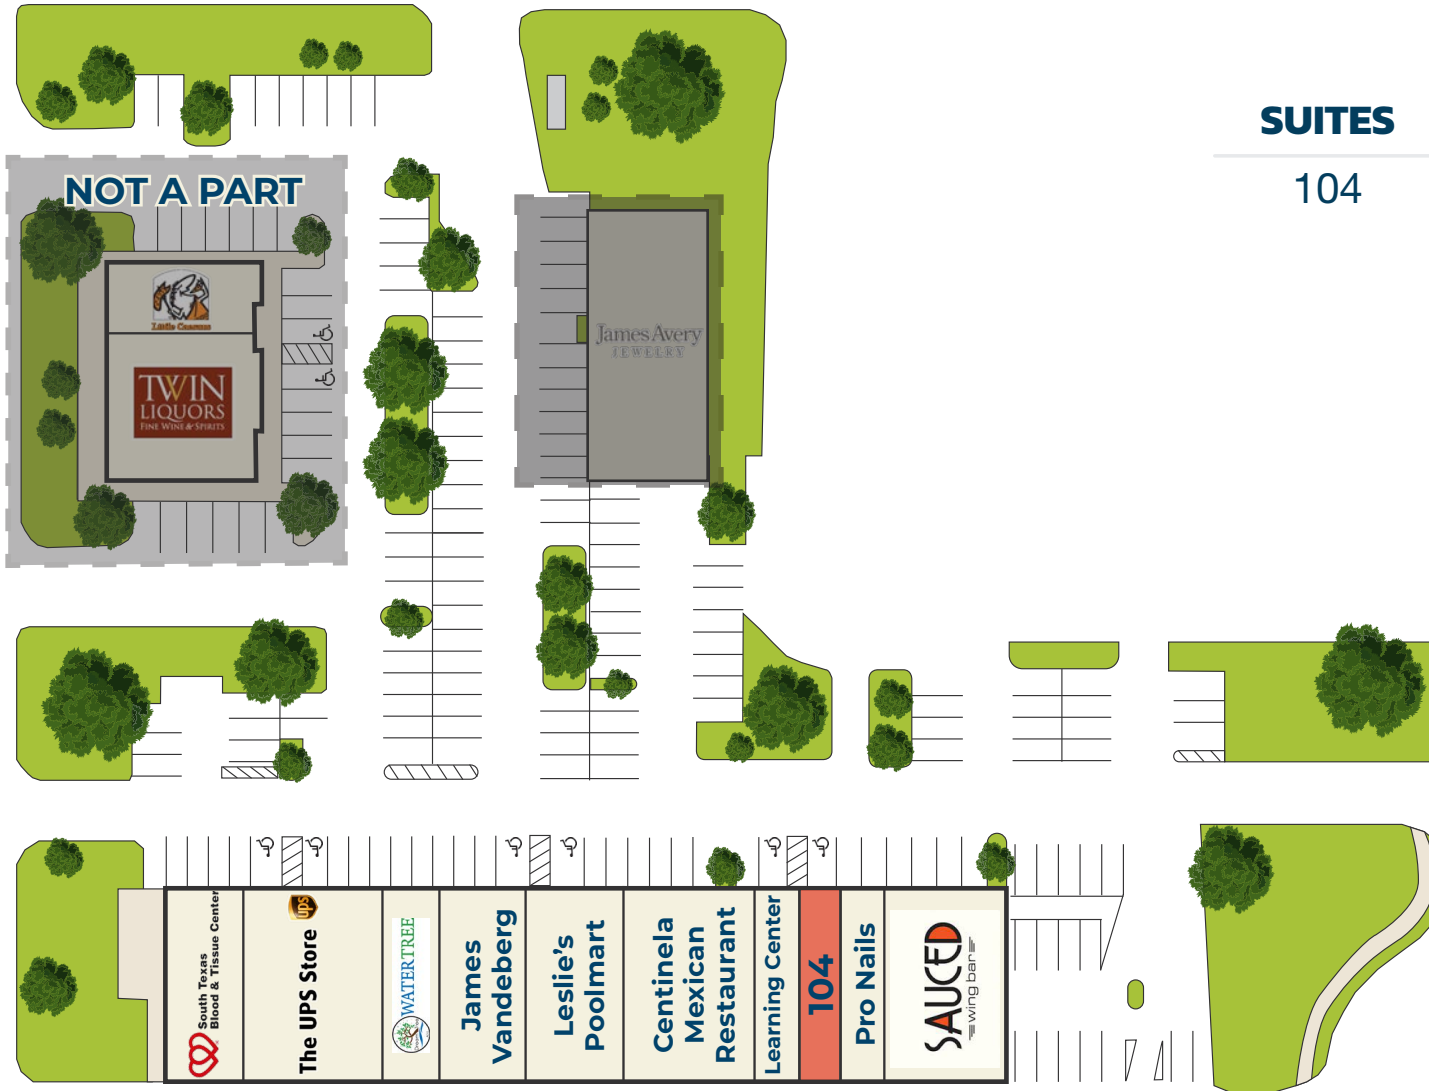 SUITES
104
NOT A PART
Little Caesars
TWIN
LIQUORS
FINE WINE & SPIRITS
James Avery
JEWELRY
South Texas
Blood & Tissue Center
The UPS Store
ups
WATERTREE
James
Vandeberg
Leslie's
Poolmart
Centinela
Mexican
Restaurant
Learning Center
104
Pro Nails
SAUCED
wing bar